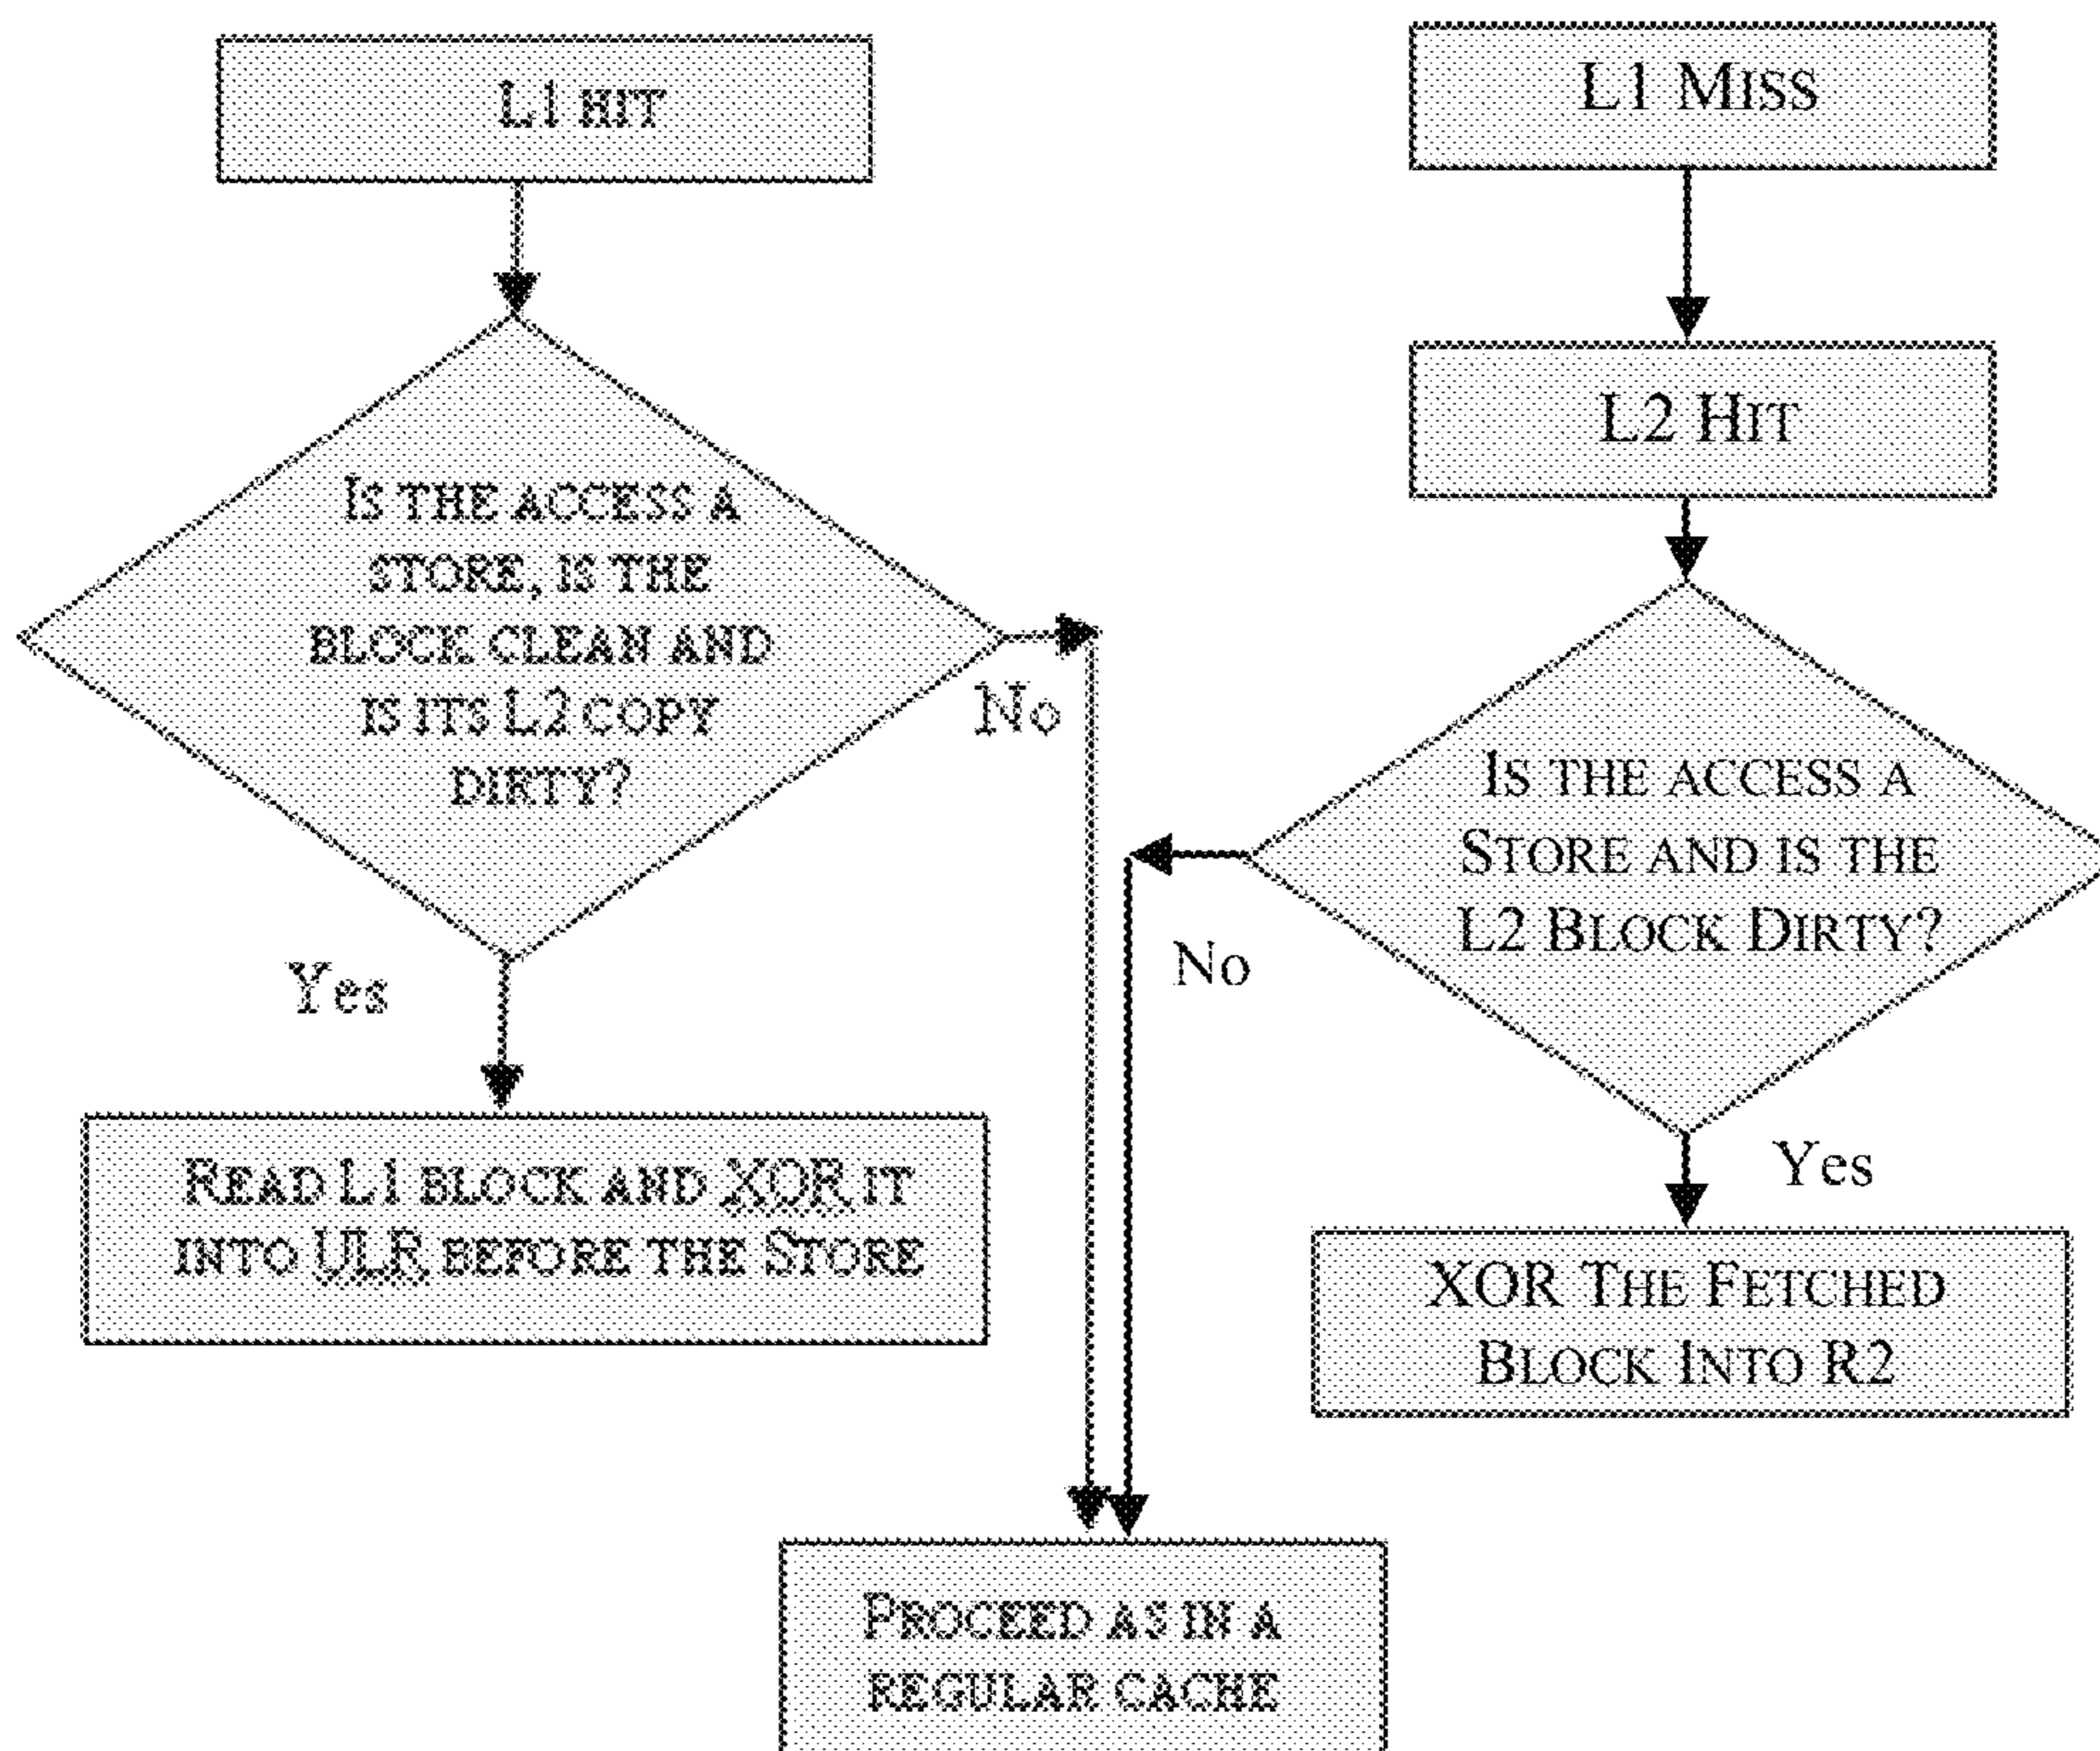 L1 HIT
IS THE ACCESS A
STORE, IS THE
BLOCK CLEAN AND
IS ITS L2 COPY
DIRTY?
No
Yes
READ L1 BLOCK AND XOR IT
INTO ULR BEFORE THE STORE
L1 MISS
L2 HIT
IS THE ACCESS A
STORE AND IS THE
L2 BLOCK DIRTY?
No
Yes
XOR THE FETCHED
BLOCK INTO R2
PROCEED AS IN A
REGULAR CACHE